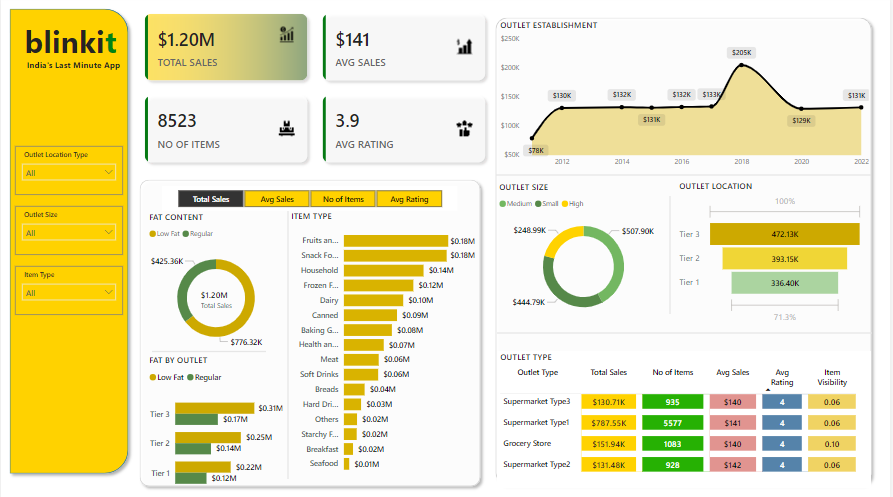 blinkit
India's Last Minute App
Outlet Location Type
All
Outlet Size
All
Item Type
All
$1.20M
TOTAL SALES
$141
AVG SALES
8523
NO OF ITEMS
3.9
AVG RATING
Total Sales
Avg Sales
No of Items
Avg Rating
FAT CONTENT
Low Fat
Regular
$425.36K
$1.20M
Total Sales
$776.32K
FAT BY OUTLET
Low Fat
Regular
Tier 3
$0.31M
$0.17M
Tier 2
$0.25M
$0.14M
Tier 1
$0.22M
$0.12M
ITEM TYPE
Fruits an... $0.18M
Snack Fo... $0.18M
Household $0.14M
Frozen F... $0.12M
Dairy $0.10M
Canned $0.09M
Baking G... $0.08M
Health an... $0.07M
Meat $0.06M
Soft Drinks $0.06M
Breads $0.04M
Hard Dri... $0.03M
Others $0.02M
Starchy F... $0.02M
Breakfast $0.02M
Seafood $0.01M
OUTLET ESTABLISHMENT
$250K
$200K
$150K
$100K
$50K
$78K
$130K
$132K
$131K
$132K
$133K
$205K
$129K
$131K
2012 2014 2016 2018 2020 2022
OUTLET SIZE
Medium Small High
$248.99K
$507.90K
$444.79K
OUTLET LOCATION
100%
Tier 3 472.13K
Tier 2 393.15K
Tier 1 336.40K
71.3%
OUTLET TYPE
Outlet Type Total Sales No of Items Avg Sales Avg Rating Item Visibility
Supermarket Type3 $130.71K 935 $140 4 0.06
Supermarket Type1 $787.55K 5577 $141 4 0.06
Grocery Store $151.94K 1083 $140 4 0.10
Supermarket Type2 $131.48K 928 $142 4 0.06